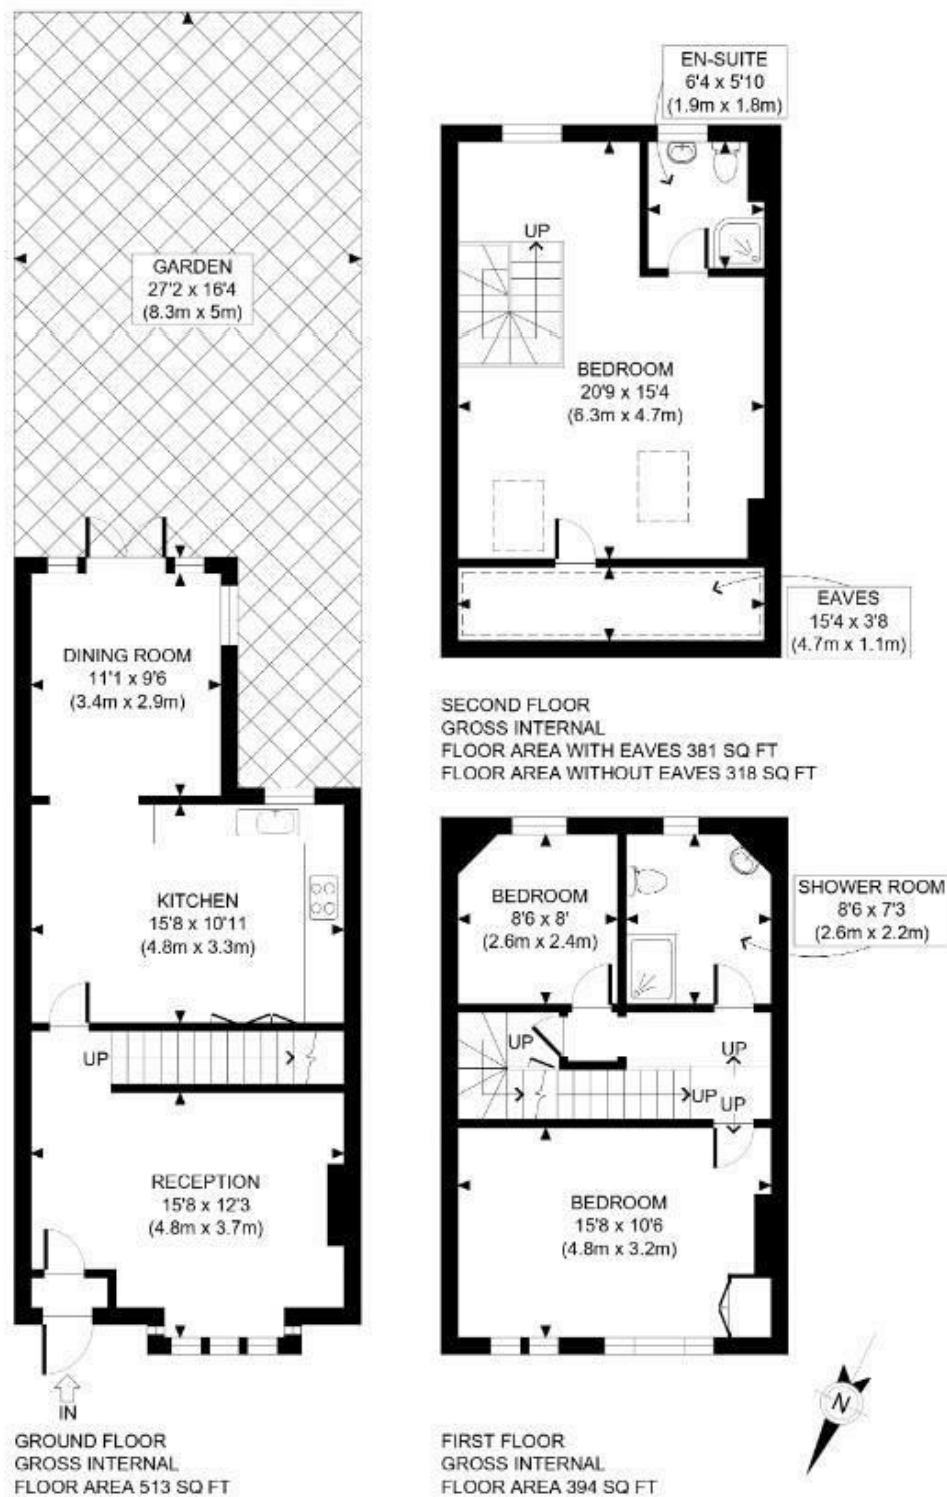 GARDEN
27'2 x 16'4
(8.3m x 5m)
DINING ROOM
11'1 x 9'6
(3.4m x 2.9m)
KITCHEN
15'8 x 10'11
(4.8m x 3.3m)
UP
RECEPTION
15'8 x 12'3
(4.8m x 3.7m)
IN
GROUND FLOOR
GROSS INTERNAL
FLOOR AREA 513 SQ FT
EN-SUITE
6'4 x 5'10
(1.9m x 1.8m)
UP
BEDROOM
20'9 x 15'4
(6.3m x 4.7m)
EAVES
15'4 x 3'8
(4.7m x 1.1m)
SECOND FLOOR
GROSS INTERNAL
FLOOR AREA WITH EAVES 381 SQ FT
FLOOR AREA WITHOUT EAVES 318 SQ FT
BEDROOM
8'6 x 8'
(2.6m x 2.4m)
SHOWER ROOM
8'6 x 7'3
(2.6m x 2.2m)
UP
UP
UP
UP
BEDROOM
15'8 x 10'6
(4.8m x 3.2m)
N
FIRST FLOOR
GROSS INTERNAL
FLOOR AREA 394 SQ FT